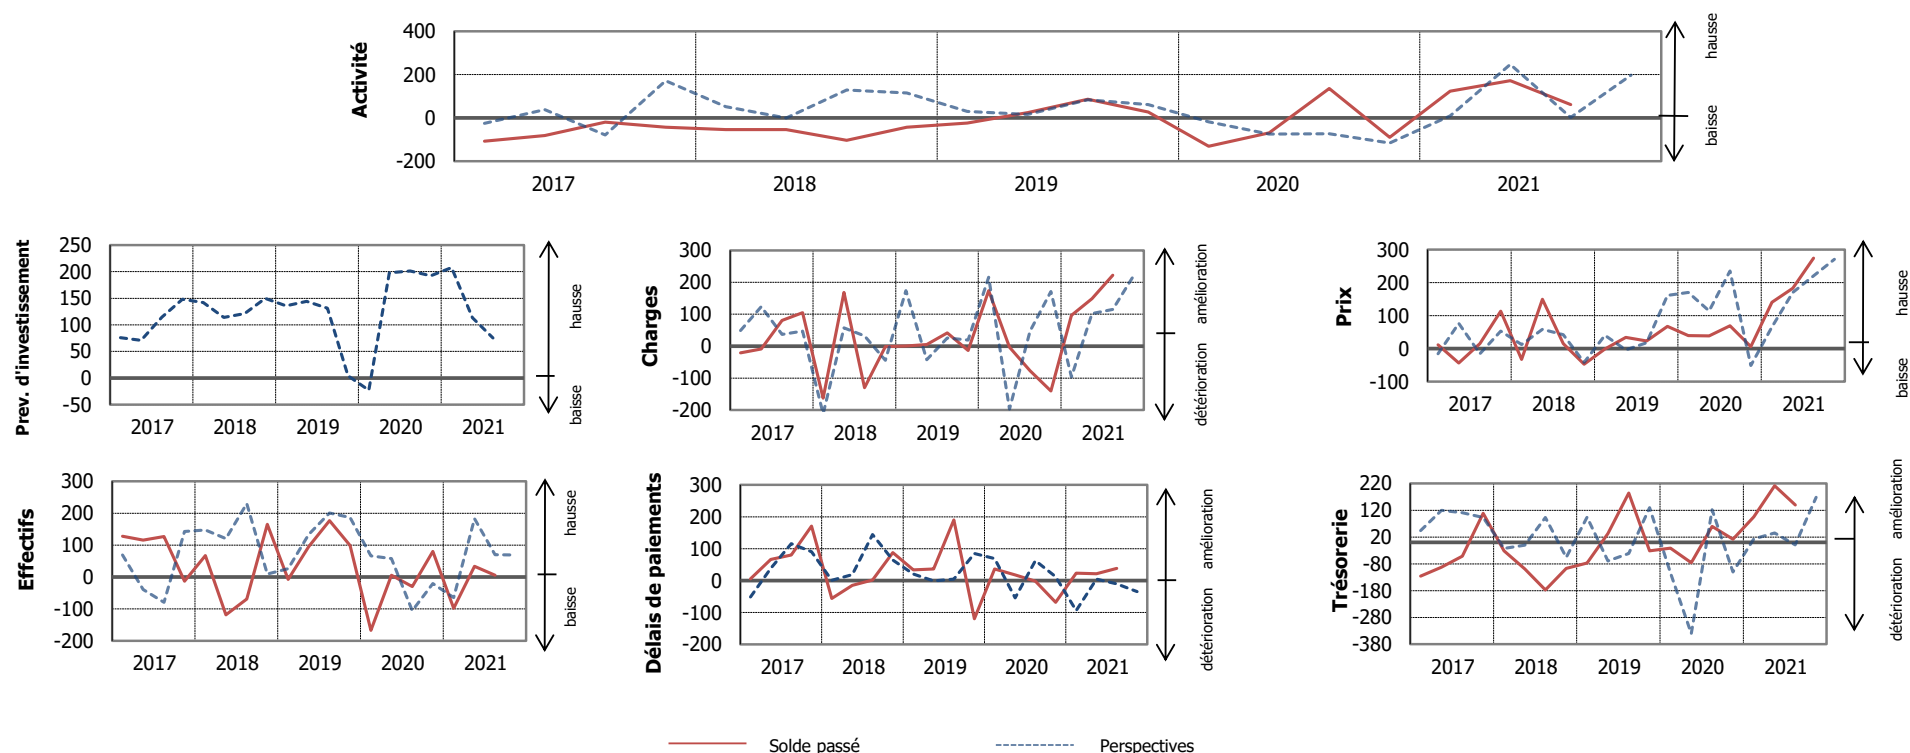 Activité
400
200
0
-200
2017 2018 2019 2020 2021
hausse
baisse
Prev. d'investissement
250
200
150
100
50
0
-50
2017 2018 2019 2020 2021
hausse
baisse
Charges
300
200
100
0
-100
-200
2017 2018 2019 2020 2021
amélioration
détérioration
Prix
300
200
100
0
-100
2017 2018 2019 2020 2021
hausse
baisse
Effectifs
300
200
100
0
-100
-200
2017 2018 2019 2020 2021
hausse
baisse
Délais de paiements
300
200
100
0
-100
-200
2017 2018 2019 2020 2021
amélioration
détérioration
Trésorerie
220
120
20
-80
-180
-280
-380
2017 2018 2019 2020 2021
amélioration
détérioration
Solde passé Perspectives